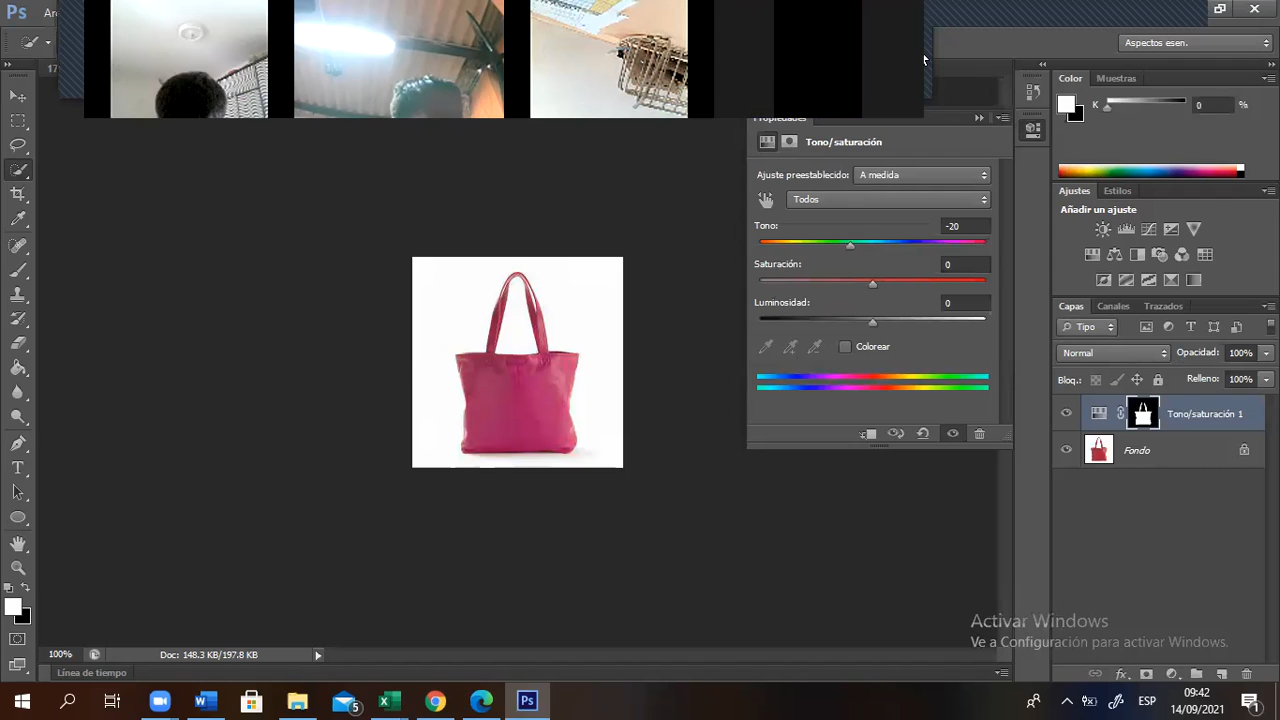 Ps
An
Aspectos esen.
17
Color
Muestras
K
0
%
Propiedades
Tono/saturación
Ajuste preestablecido:
A medida
Todos
Tono:
-20
Saturación:
0
Luminosidad:
0
Colorear
Ajustes
Estilos
Añadir un ajuste
Capas
Canales
Trazados
Tipo
Normal
Opacidad:
100%
Bloq.:
Relleno:
100%
Tono/saturación 1
Fondo
Activar Windows
Ve a Configuración para activar Windows.
100%
Doc: 148.3 KB/197.8 KB
Línea de tiempo
5
Ps
ESP
09:42
14/09/2021
1